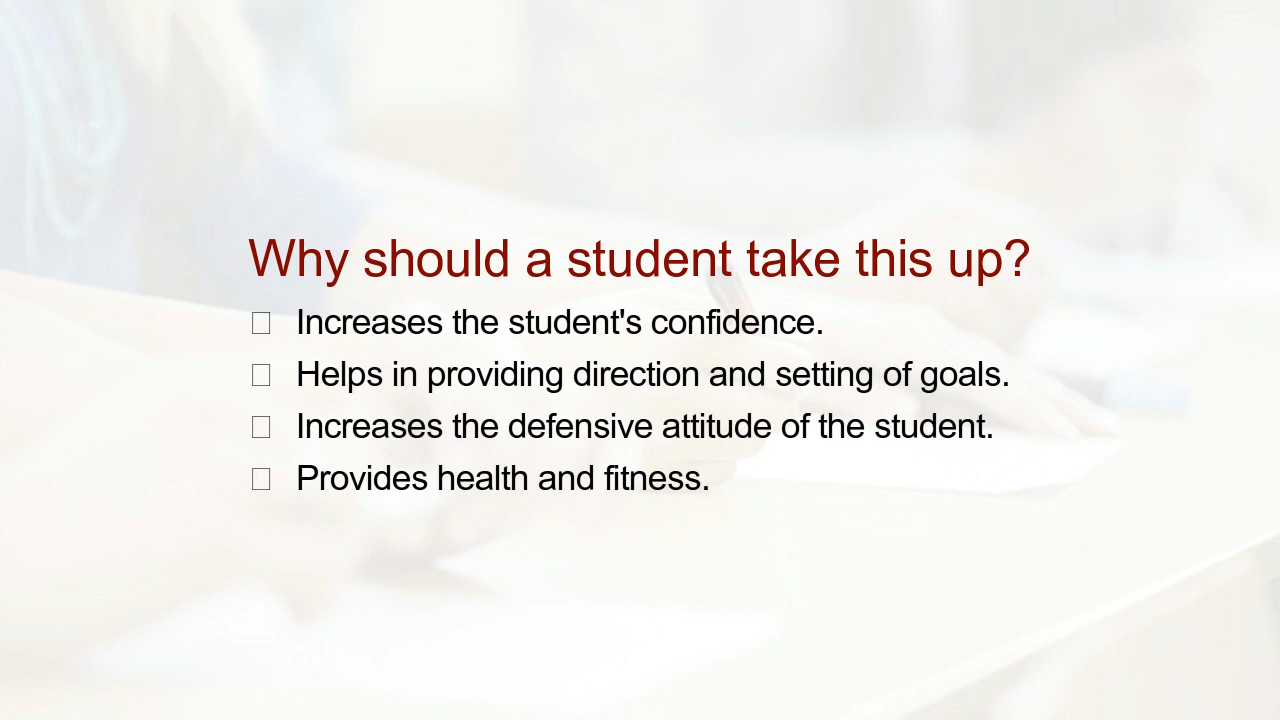 Why should a student take this up?
Increases the student's confidence.
Helps in providing direction and setting of goals.
Increases the defensive attitude of the student.
Provides health and fitness.